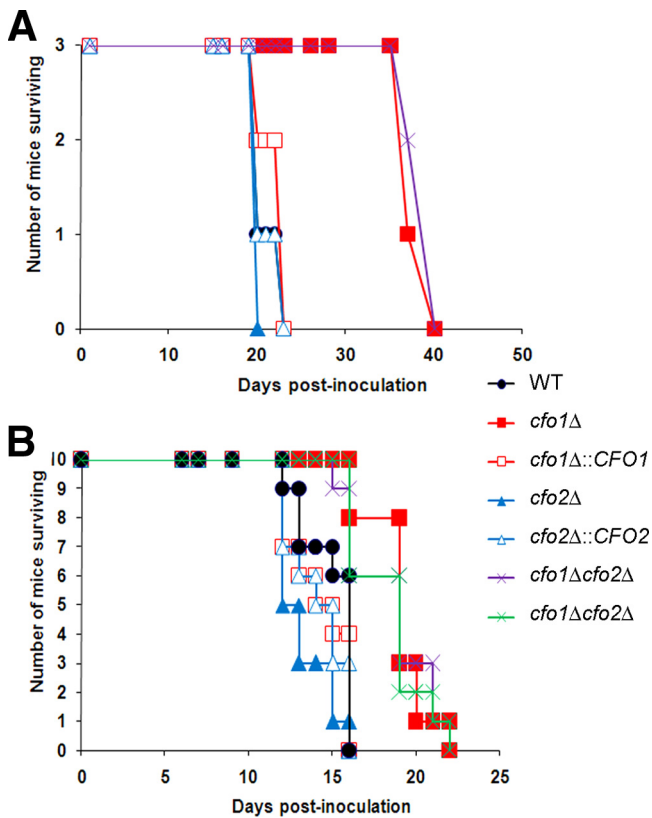 A
Number of mice surviving
3
2
1
0
0 10 20 30 40 50
Days post-inoculation
WT
cfo1Δ
cfo1Δ::CFO1
cfo2Δ
cfo2Δ::CFO2
cfo1Δcfo2Δ
cfo1Δcfo2Δ
B
Number of mice surviving
10
9
8
7
6
5
4
3
2
1
0
0 5 10 15 20 25
Days post-inoculation